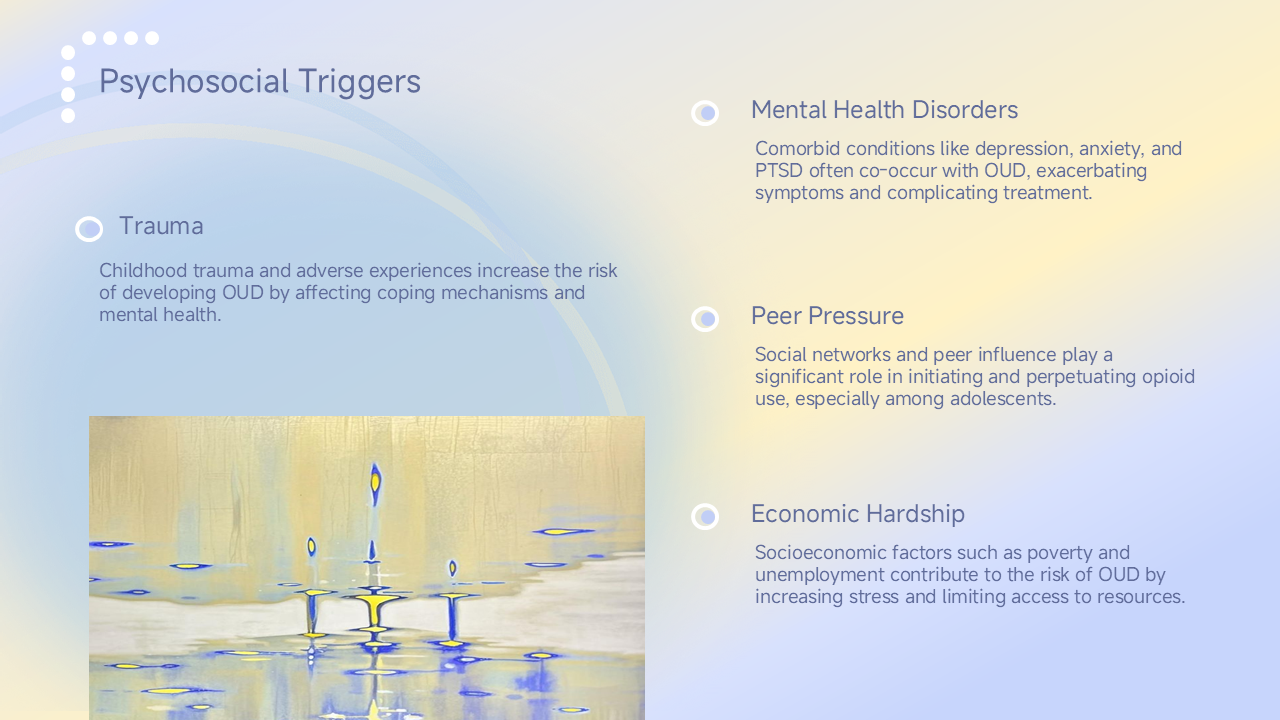 Psychosocial Triggers
Trauma
Childhood trauma and adverse experiences increase the risk
of developing OUD by affecting coping mechanisms and
mental health.
Mental Health Disorders
Comorbid conditions like depression, anxiety, and
PTSD often co-occur with OUD, exacerbating
symptoms and complicating treatment.
Peer Pressure
Social networks and peer influence play a
significant role in initiating and perpetuating opioid
use, especially among adolescents.
Economic Hardship
Socioeconomic factors such as poverty and
unemployment contribute to the risk of OUD by
increasing stress and limiting access to resources.